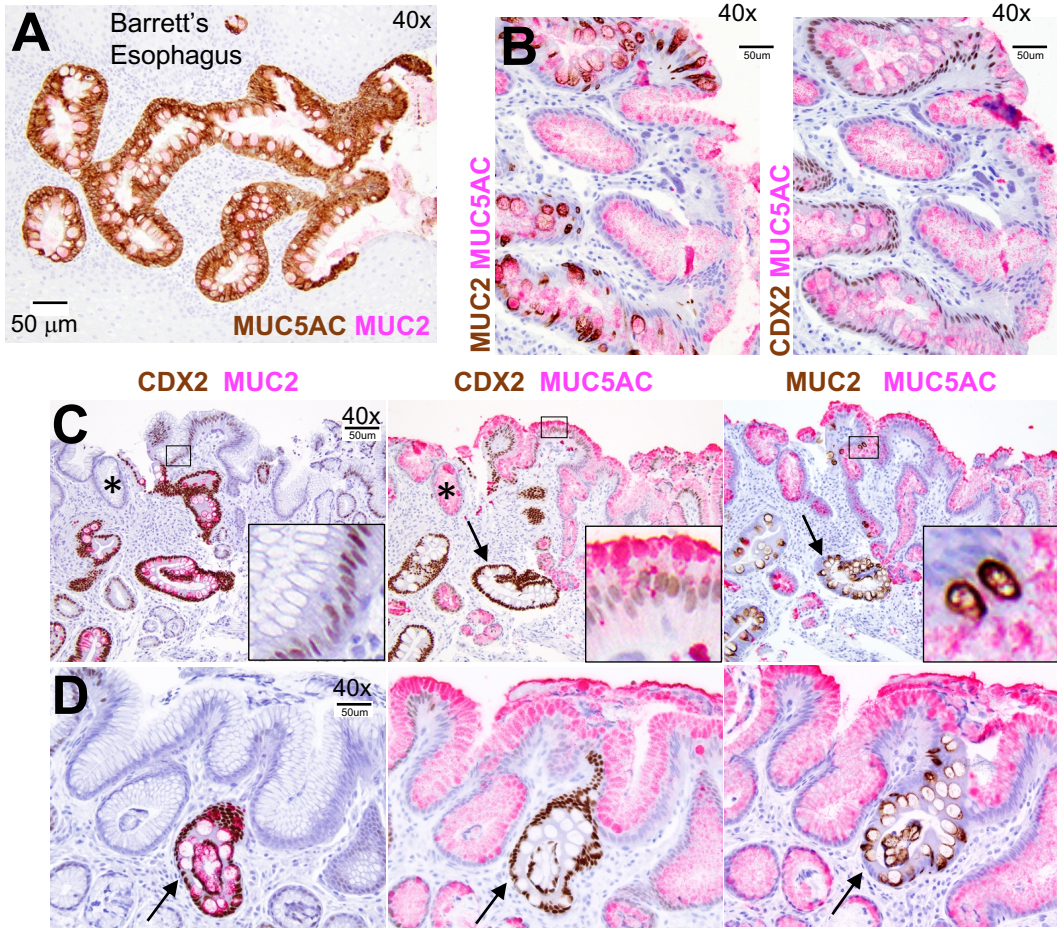 A
Barrett's
Esophagus
40x
50 μm
MUC5AC MUC2
B
40x
50um
MUC2 MUC5AC
40x
50um
CDX2 MUC5AC
CDX2 MUC2
CDX2 MUC5AC
MUC2 MUC5AC
C
40x
50um
*
*
D
40x
50um